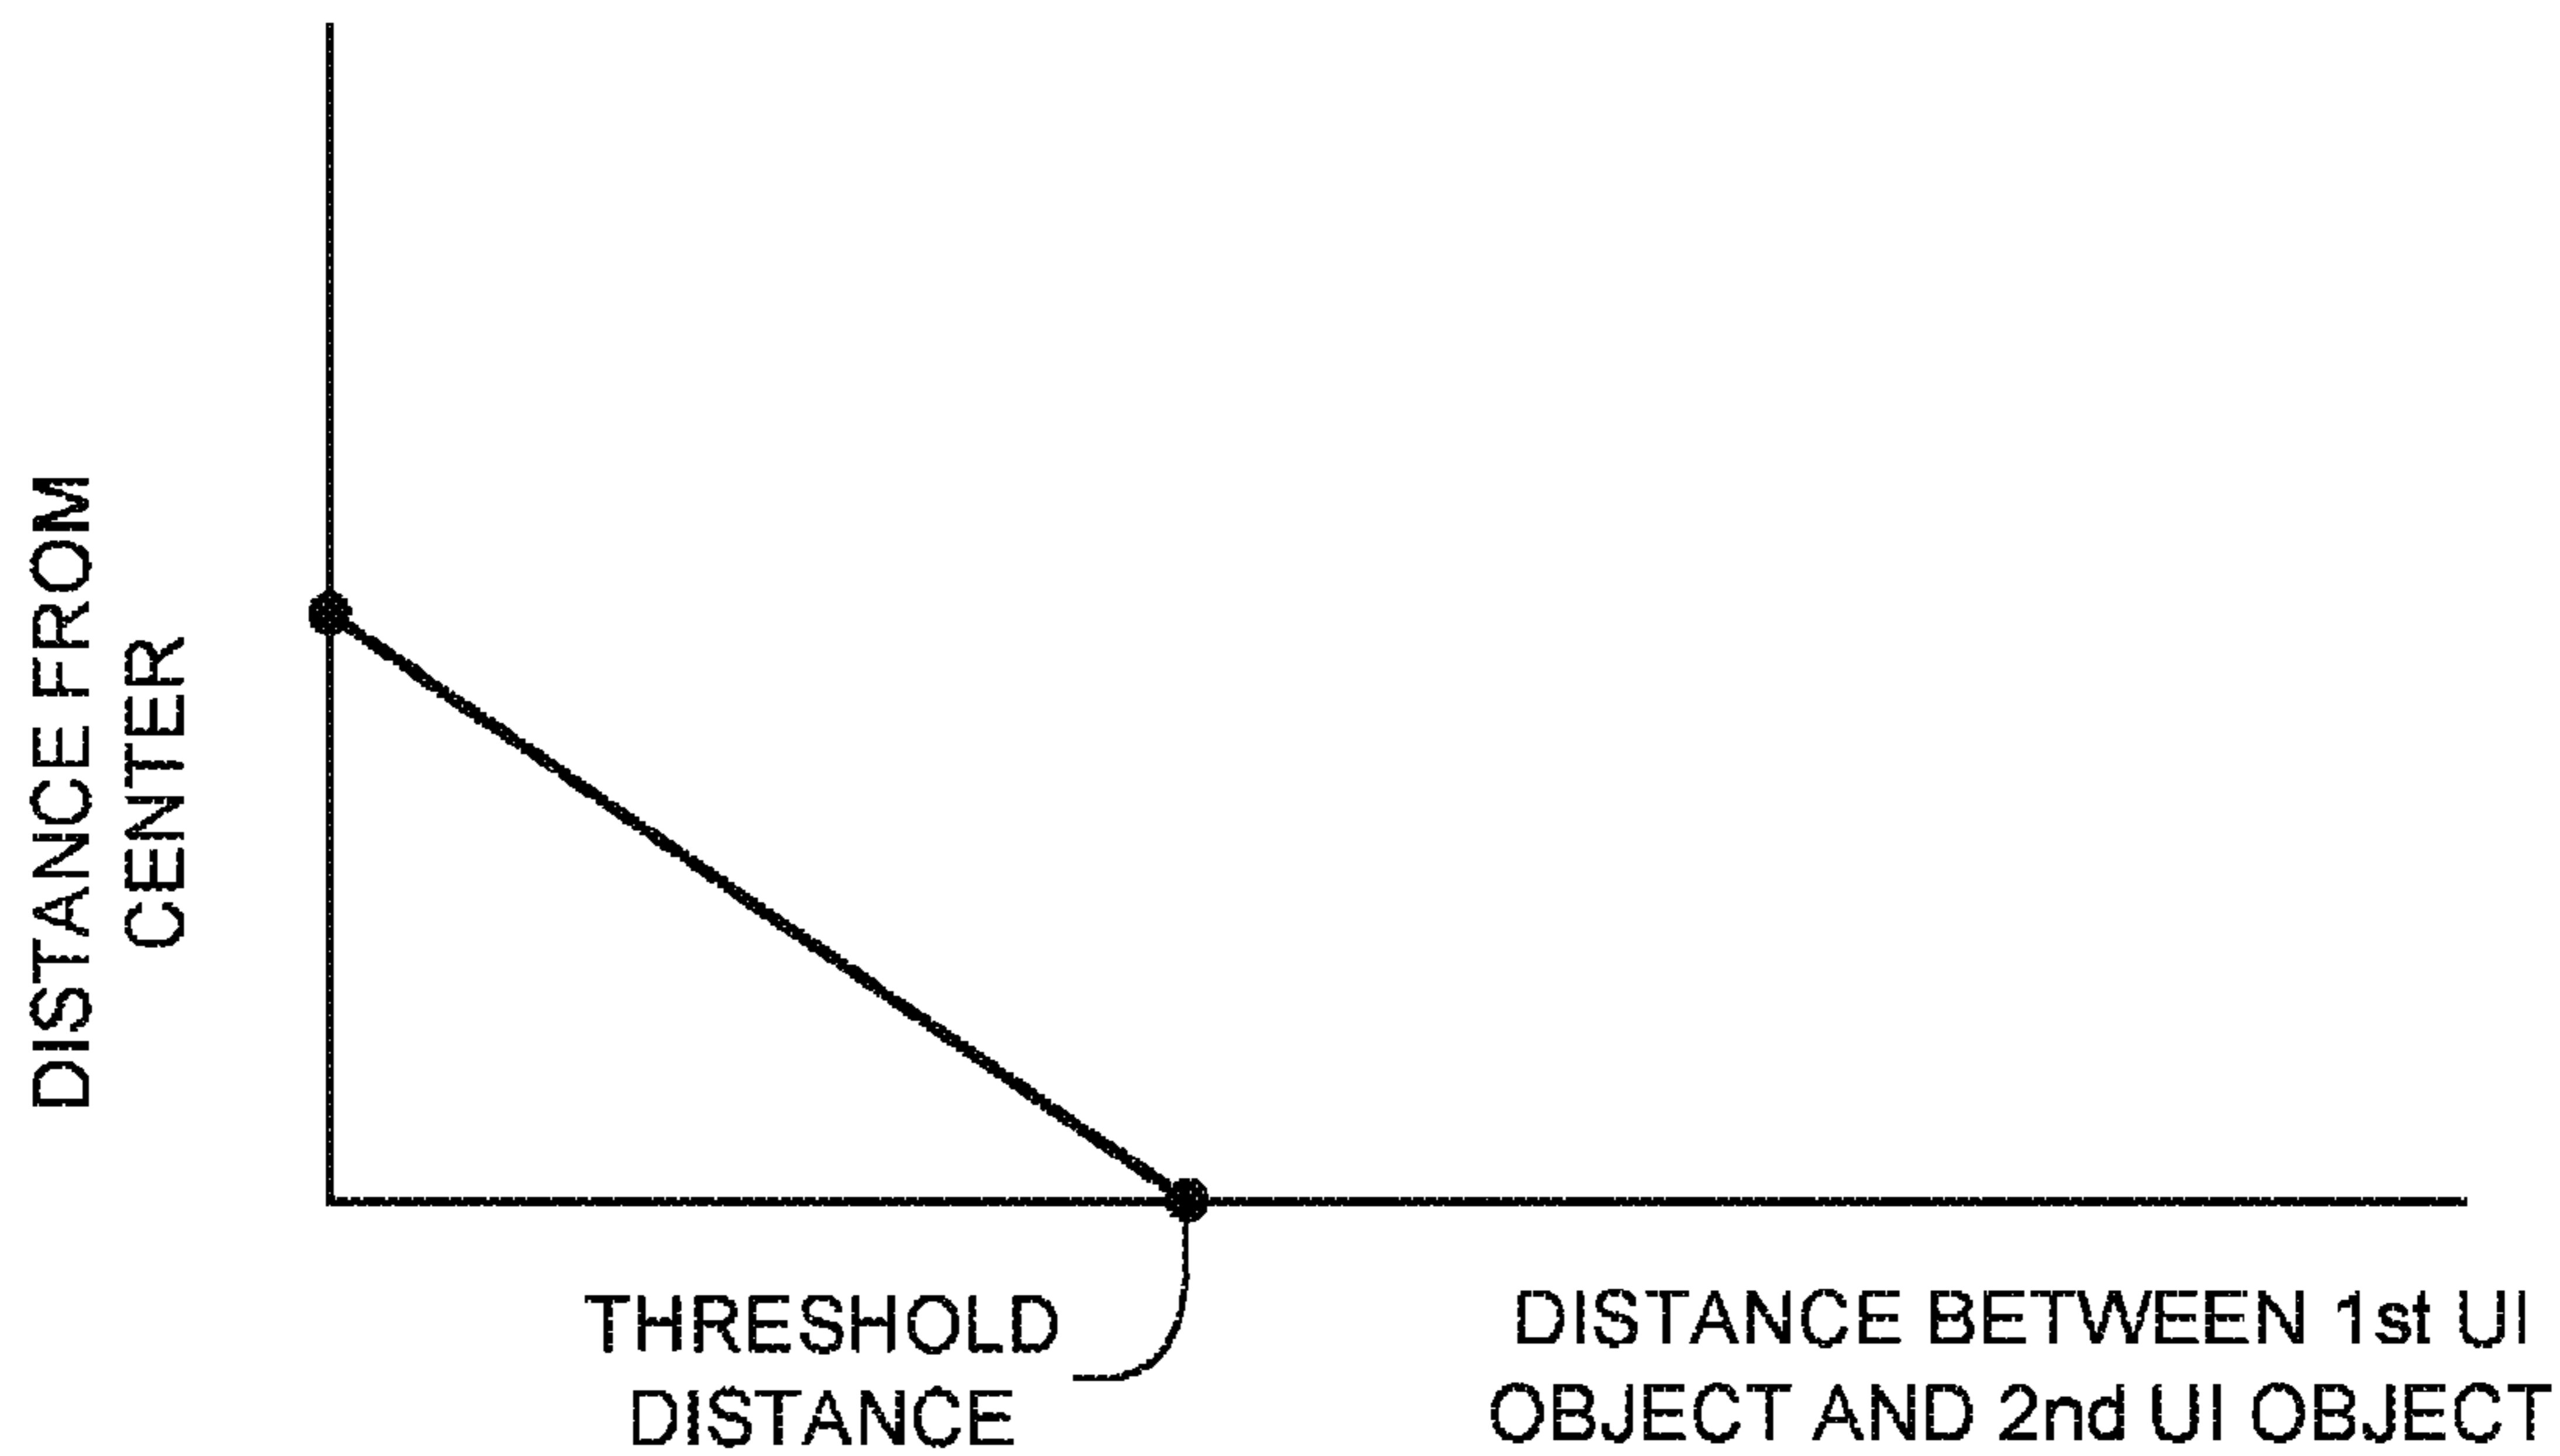 DISTANCE FROM
CENTER
THRESHOLD
DISTANCE
DISTANCE BETWEEN 1st UI
OBJECT AND 2nd UI OBJECT